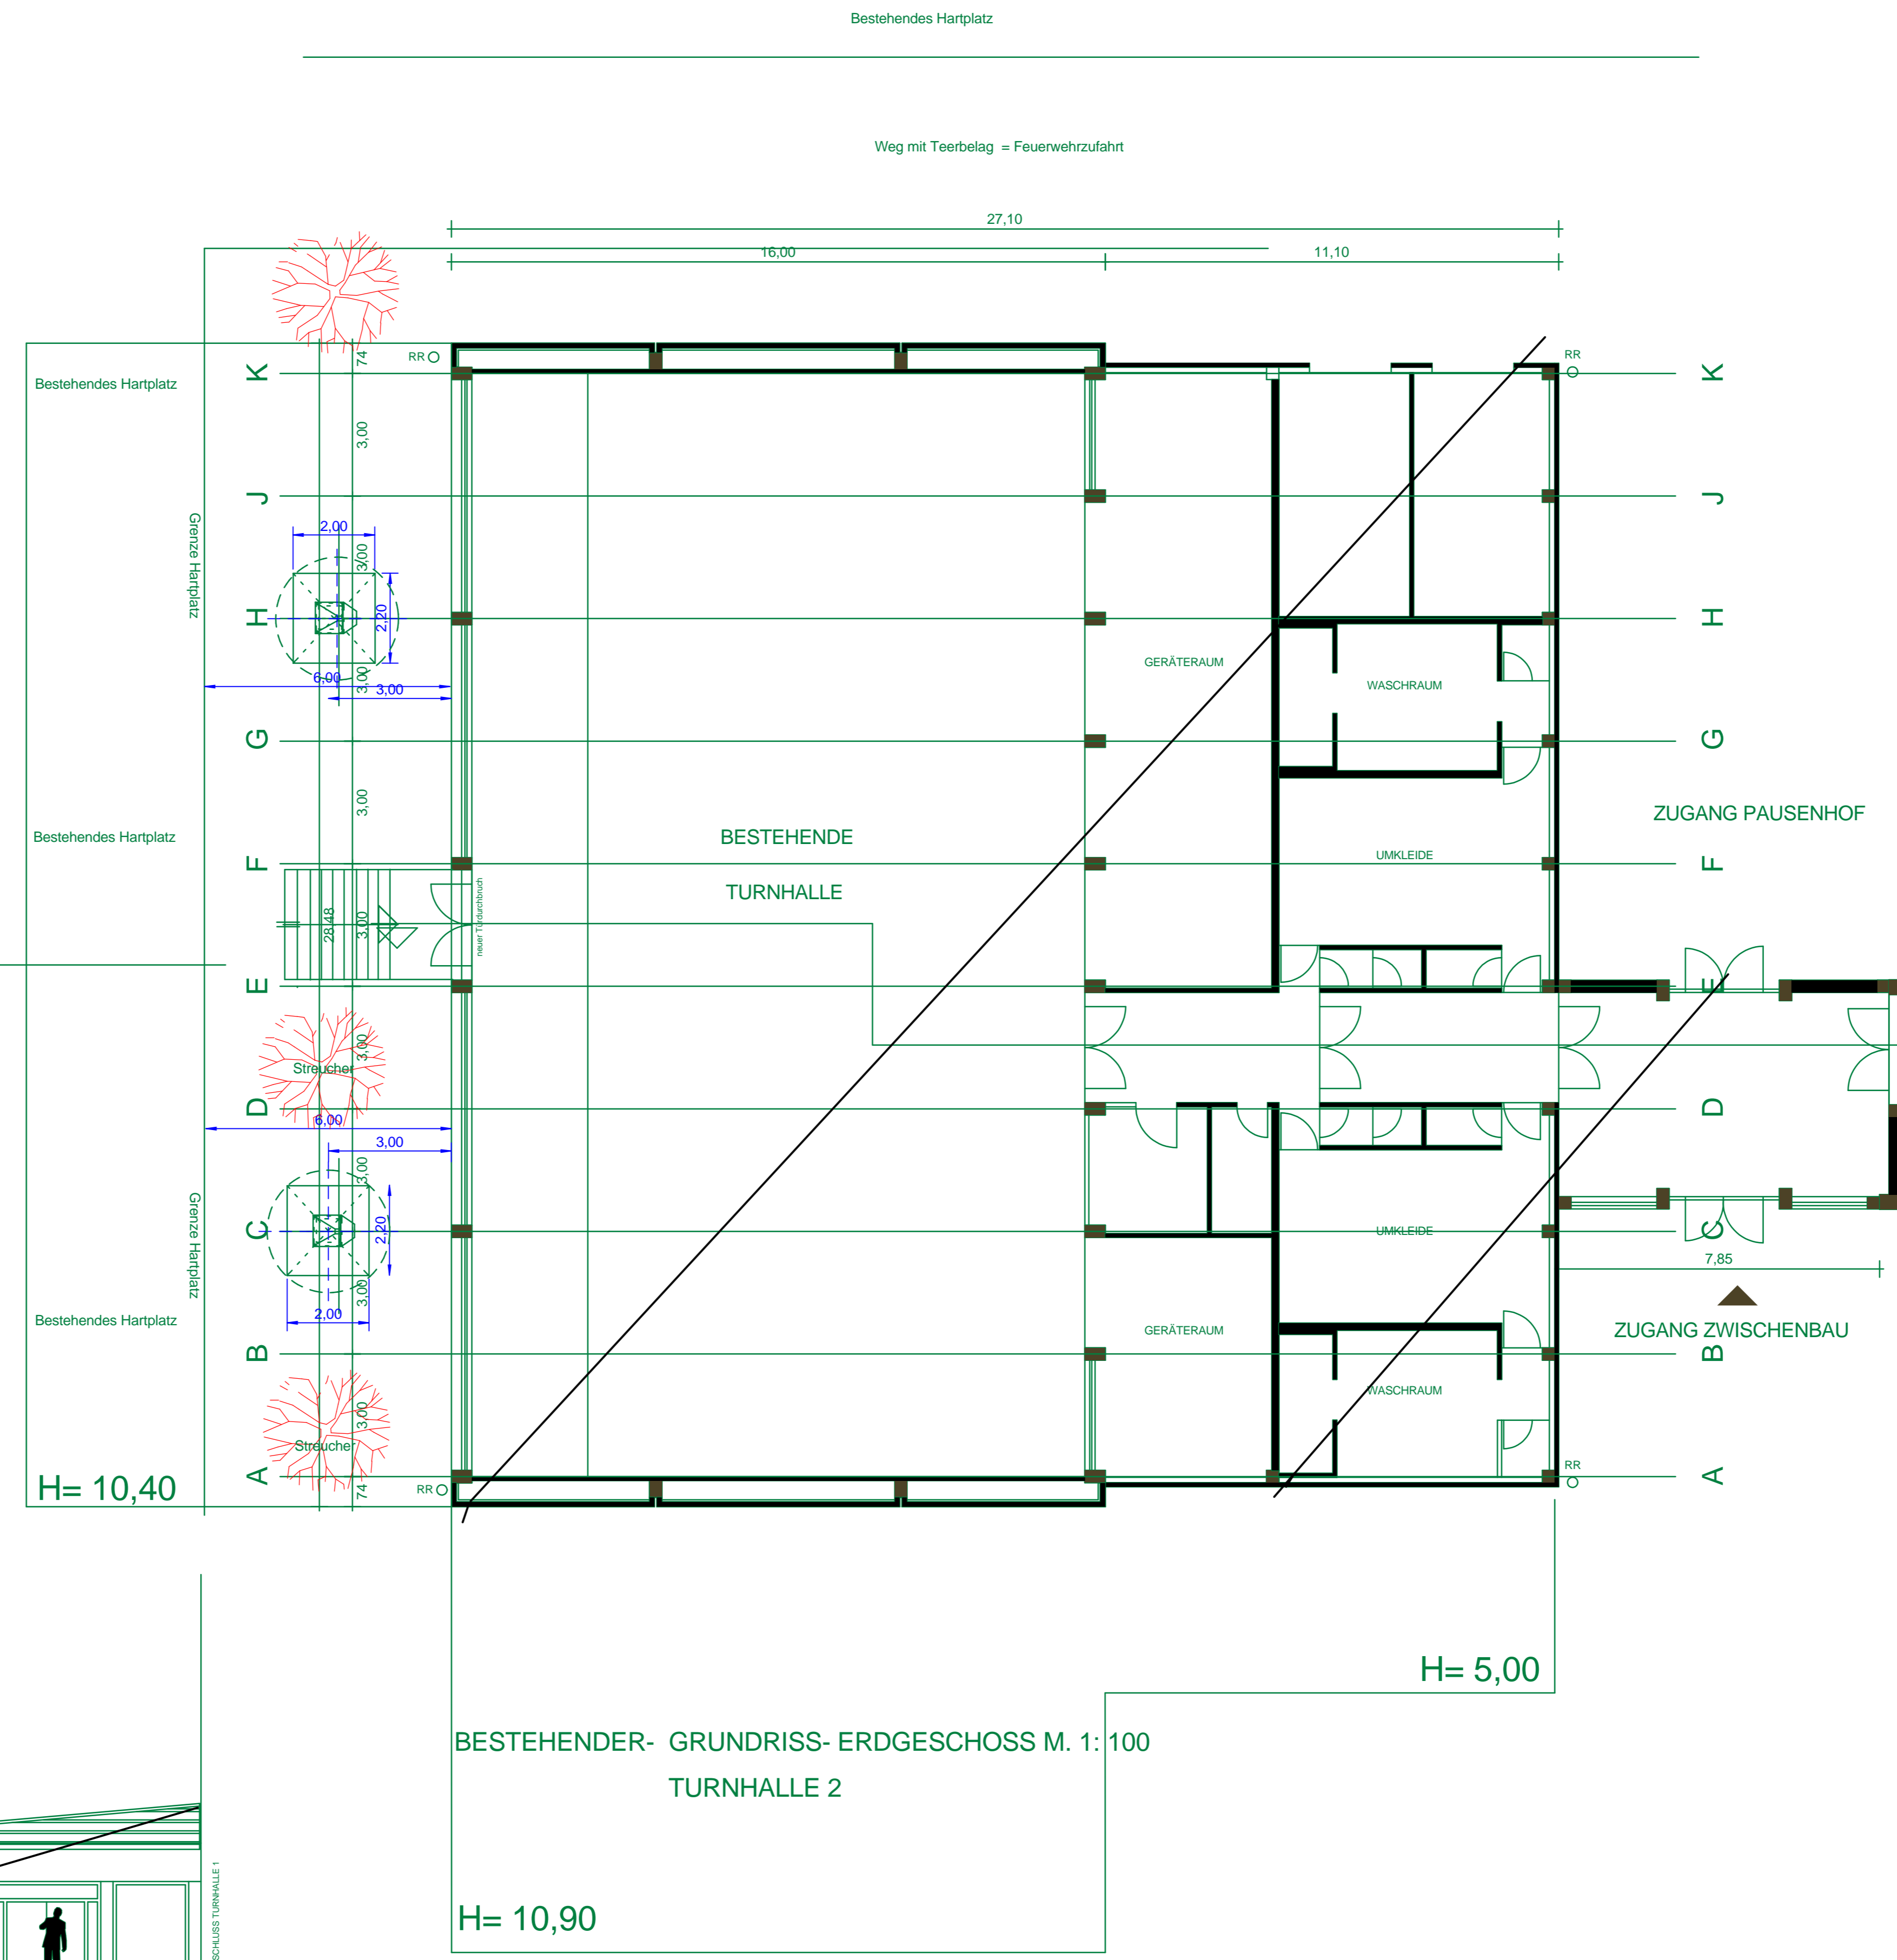 Bestehendes Hartplatz
Weg mit Teerbelag = Feuerwehrzufahrt
27,10
16,00
11,10
RR
74
RR
K
K
Bestehendes Hartplatz
3,00
J
J
Grenze Hartplatz
2,00
3,00
2,20
H
H
GERÄTERAUM
WASCHRAUM
6,00
3,00
3,00
G
G
3,00
ZUGANG PAUSENHOF
Bestehendes Hartplatz
BESTEHENDE
UMKLEIDE
F
F
TURNHALLE
28,48
3,00
neuer Türdurchbruch
E
E
3,00
Streucher
D
D
6,00
3,00
3,00
Grenze Hartplatz
2,20
C
UMKLEIDE
C
7,85
3,00
2,00
Bestehendes Hartplatz
GERÄTERAUM
ZUGANG ZWISCHENBAU
B
B
WASCHRAUM
3,00
Streucher
A
A
RR
H= 10,40
74
RR
H= 5,00
BESTEHENDER- GRUNDRISS- ERDGESCHOSS M. 1: 100
TURNHALLE 2
H= 10,90
SCHLUSS TURNHALLE 1